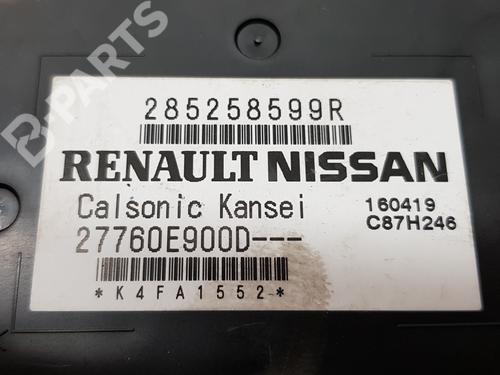 B-PARTS
285258599R
RENAULT NISSAN
Calsonic Kansei
160419
C87H246
27760E900D---
*K4FA1552-*